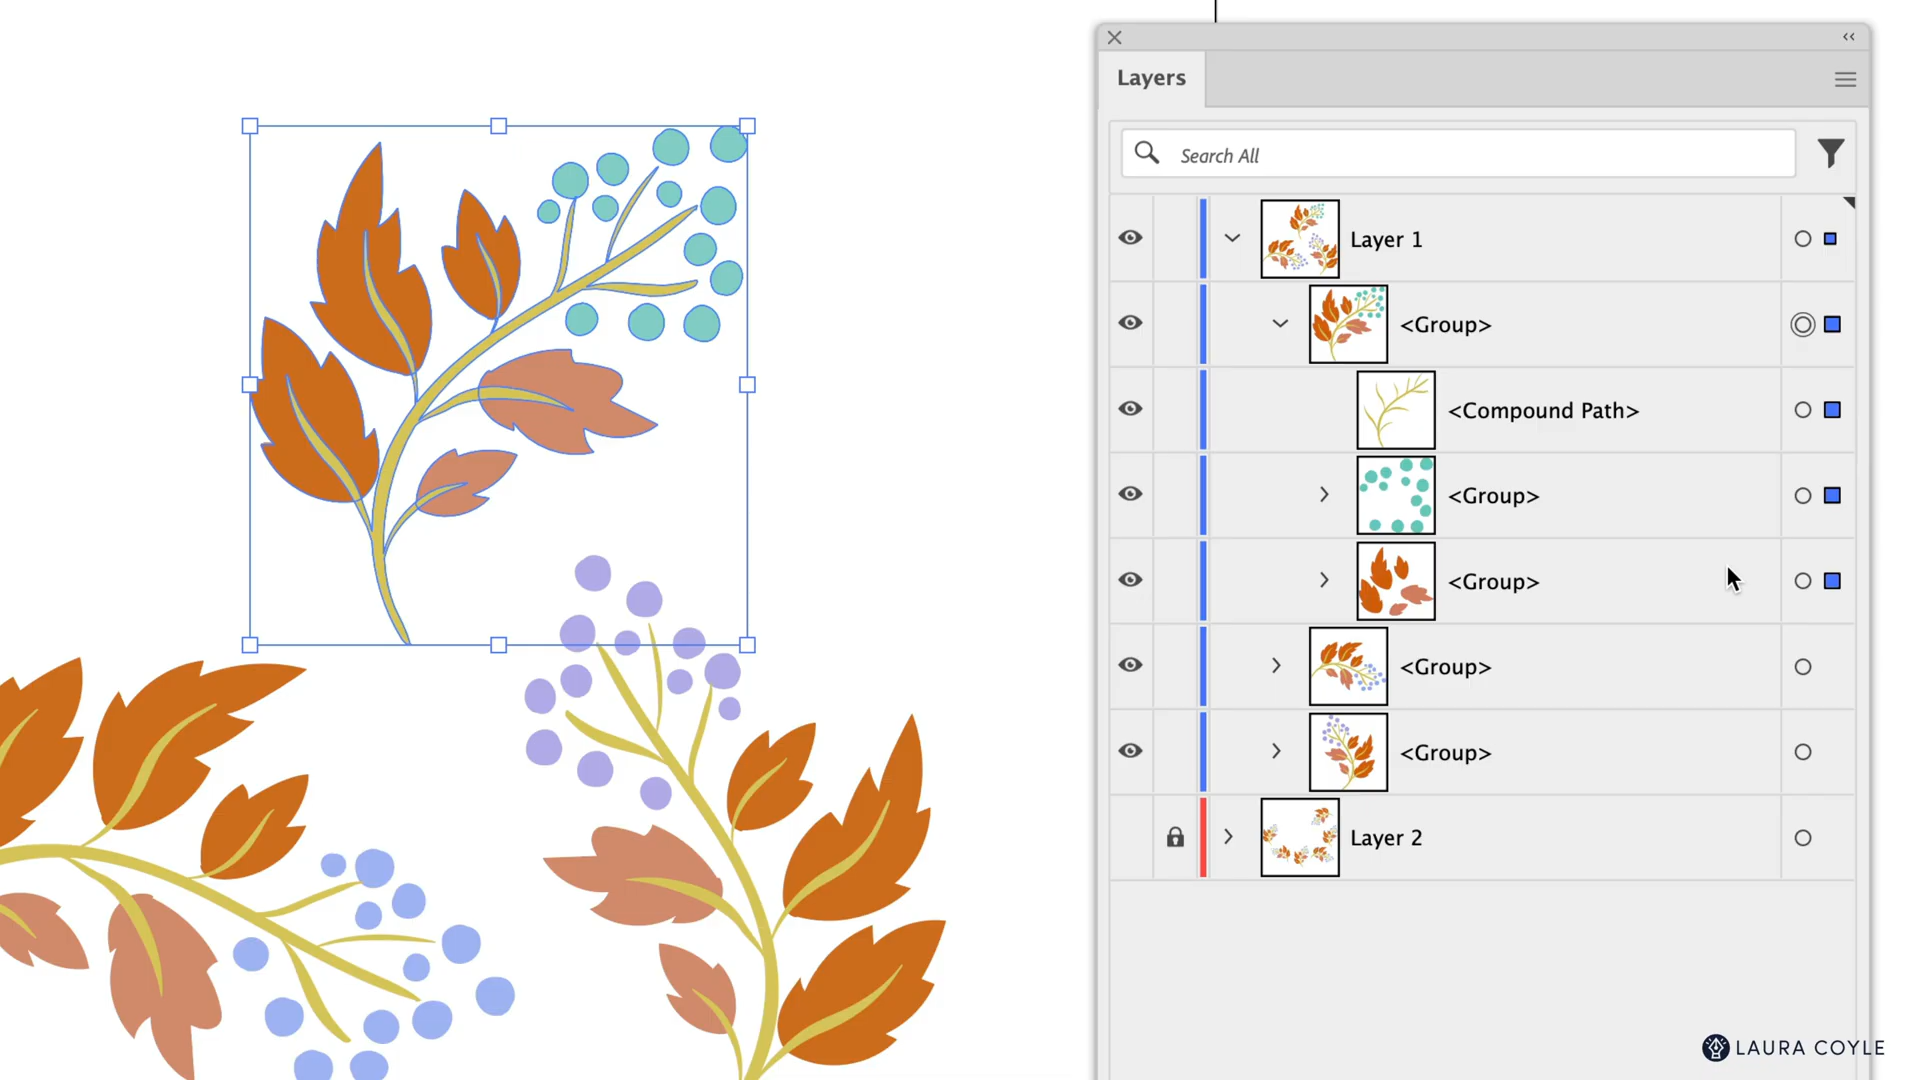 Layers
Search All
Layer 1
<Group>
<Compound Path>
<Group>
<Group>
<Group>
<Group>
Layer 2
LAURA COYLE